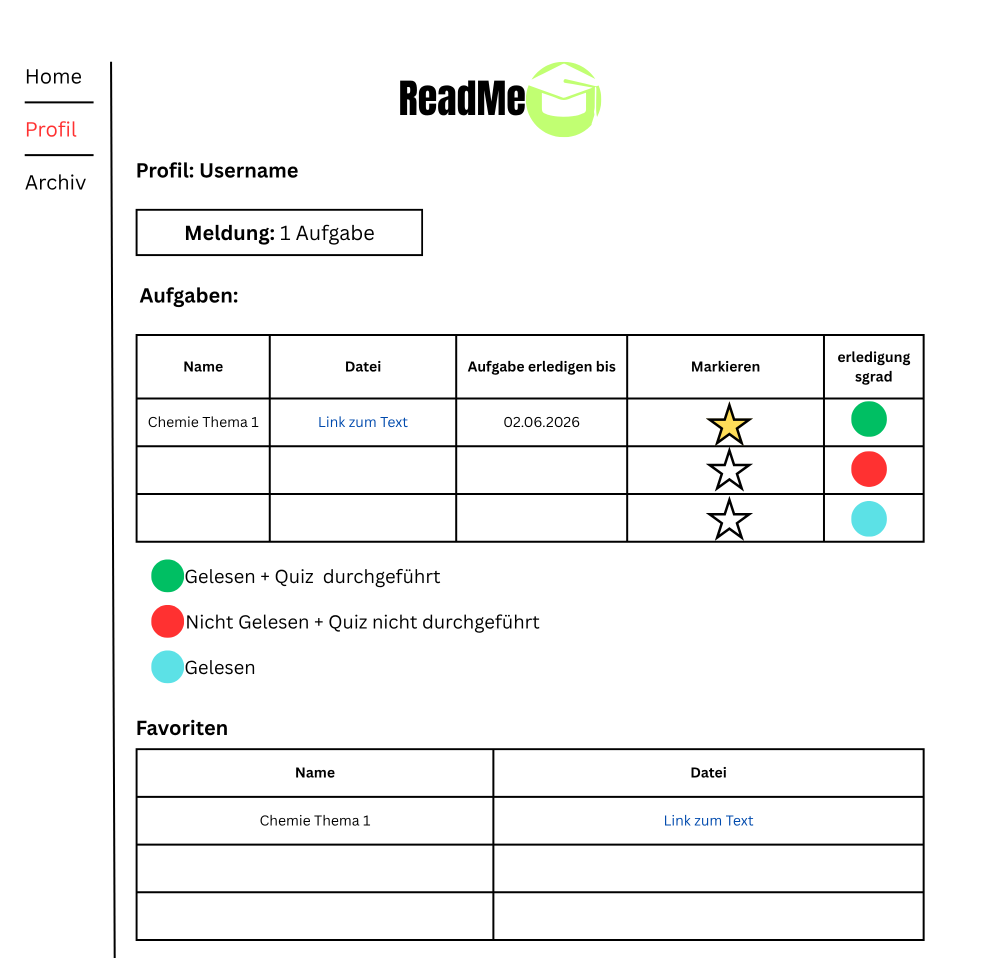 Home
Profil
Archiv
ReadMe
Profil: Username
Meldung: 1 Aufgabe
Aufgaben:
Name Datei Aufgabe erledigen bis Markieren erledigung
sgrad
Chemie Thema 1 Link zum Text 02.06.2026
Gelesen + Quiz  durchgeführt
Nicht Gelesen + Quiz nicht durchgeführt
Gelesen
Favoriten
Name Datei
Chemie Thema 1 Link zum Text